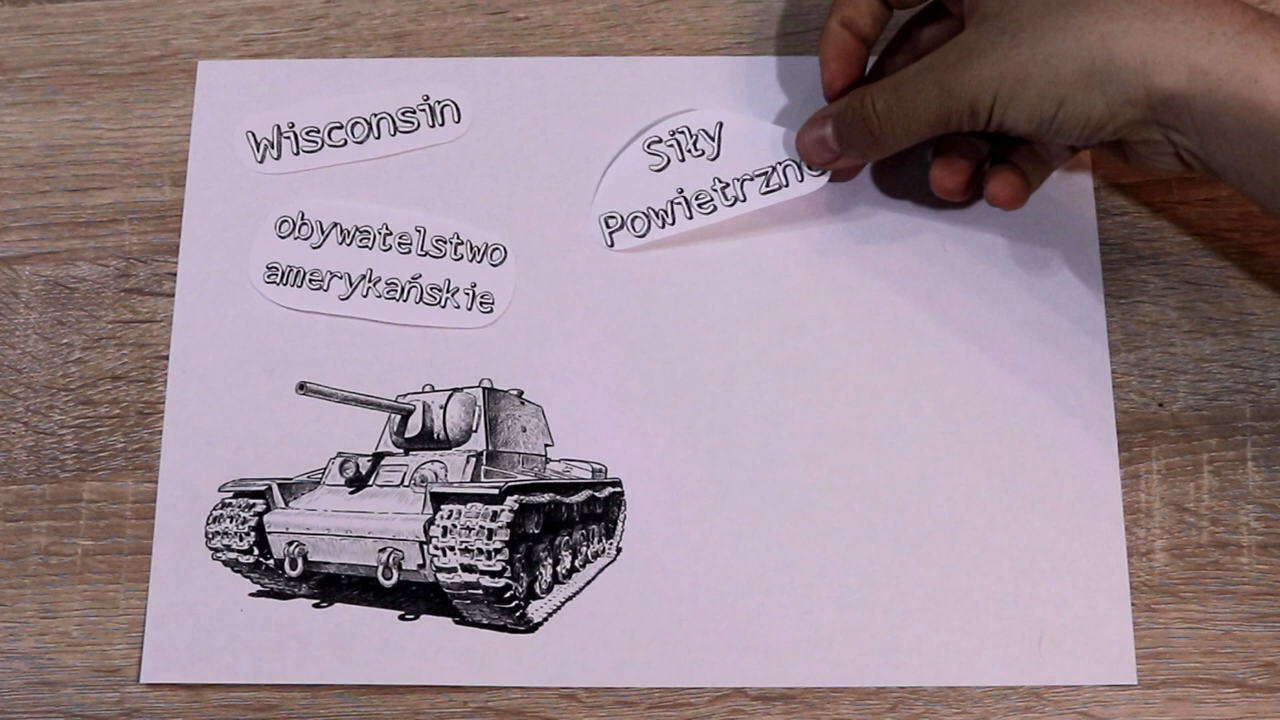 Wisconsin
obywatelstwo
amerykańskie
Siły
Powietrzne